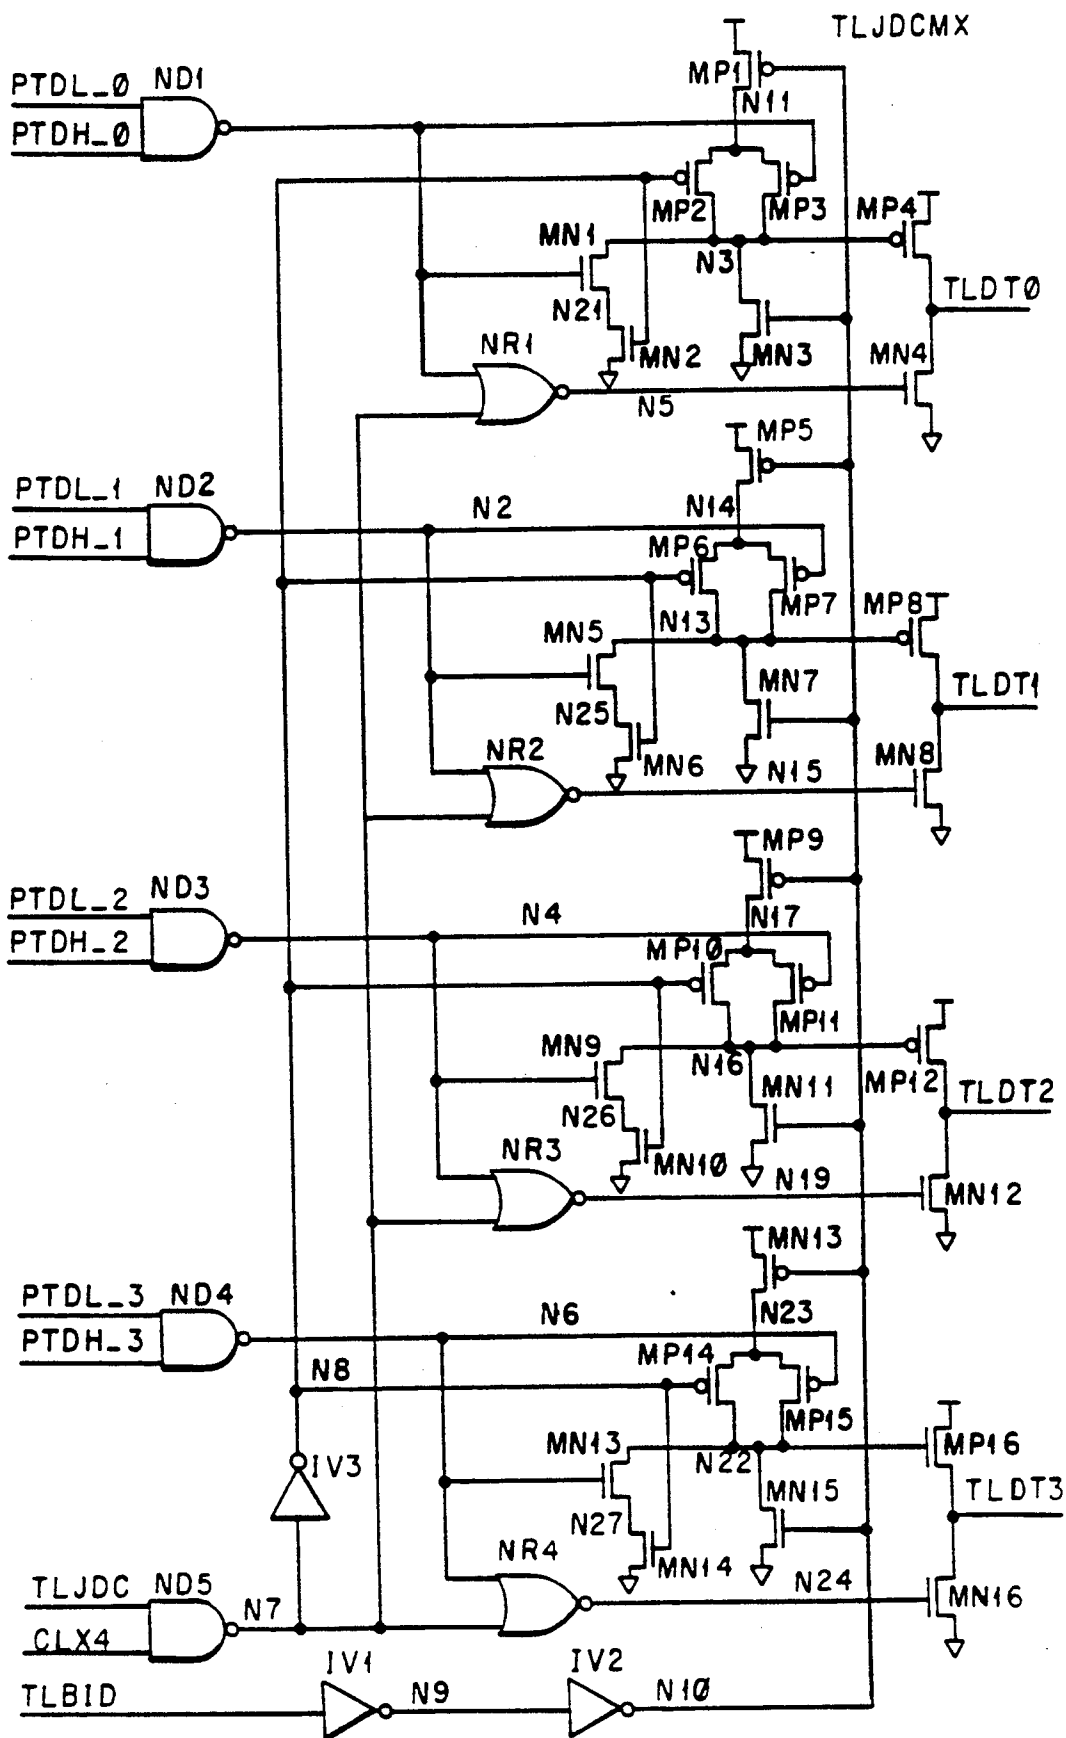 TLJDCMX
PTDL_0
ND1
PTDH_0
MP1
N11
MP2
MP3
MP4
MN1
N3
N21
TLDT0
NR1
MN2
MN3
MN4
N5
MP5
PTDL_1
ND2
N2
N14
PTDH_1
MP6
MP7
MP8
N13
MN5
MN7
TLDT1
N25
NR2
MN6
N15
MN8
MP9
PTDL_2
ND3
N4
N17
PTDH_2
MP10
MP11
MN9
N16
MP12
MN11
TLDT2
N26
NR3
MN10
N19
MN12
MN13
PTDL_3
ND4
N6
N23
PTDH_3
MP14
N8
MP15
MN13
N22
MP16
IV3
MN15
TLDT3
N27
NR4
MN14
N24
MN16
TLJDC
ND5
N7
CLX4
IV1
IV2
TLBID
N9
N10